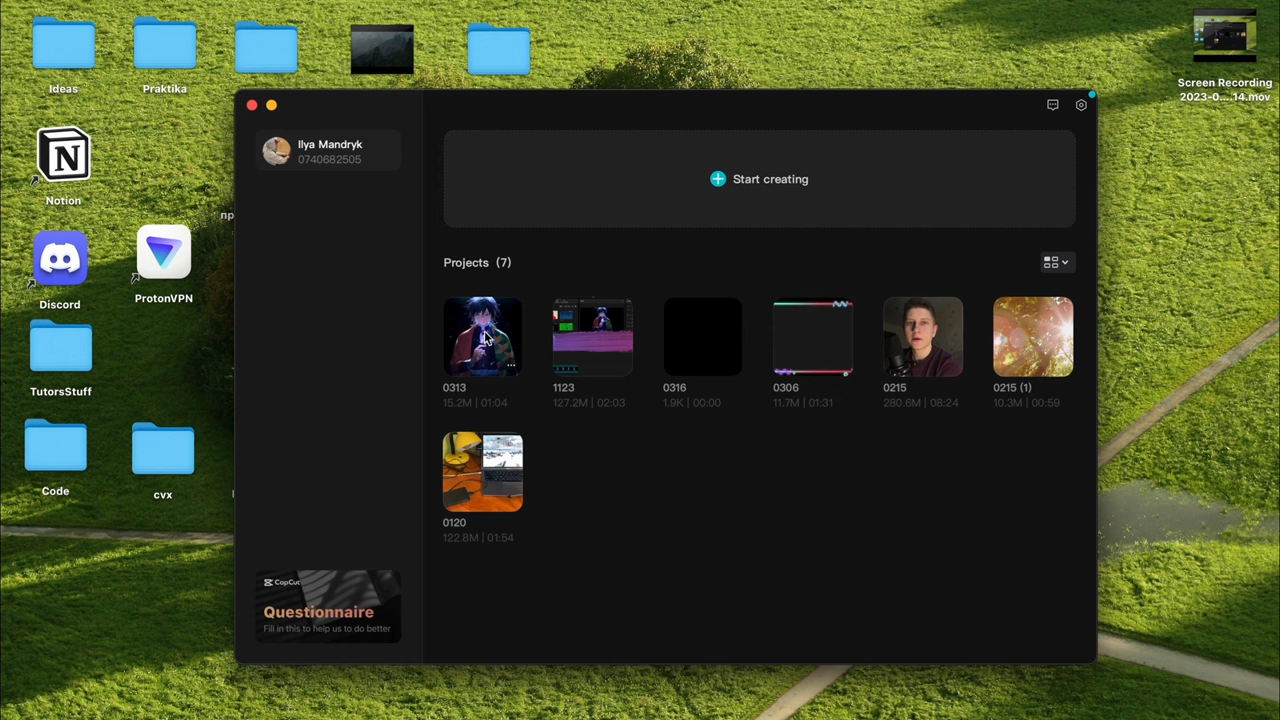 Ideas
Praktika
Screen Recording
2023-0....14.mov
Notion
Discord
ProtonVPN
TutorsStuff
Code
cvx
пр
Ilya Mandryk
0740682505
Start creating
Projects (7)
0313
15.2M | 01:04
1123
127.2M | 02:03
0316
1.9K | 00:00
0306
11.7M | 01:31
0215
280.6M | 08:24
0215 (1)
10.3M | 00:59
0120
122.8M | 01:54
CapCut
Questionnaire
Fill in this to help us to do better